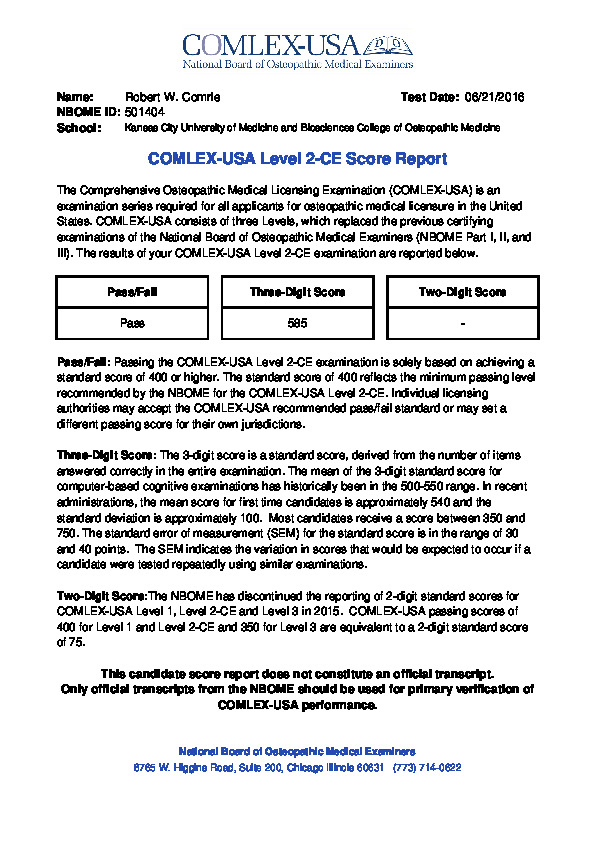 COMLEX-USA
National Board of Osteopathic Medical Examiners
Name: Robert W. Comrie Test Date: 06/21/2016
NBOME ID: 501404
School: Kansas City University of Medicine and Biosciences College of Osteopathic Medicine
COMLEX-USA Level 2-CE Score Report
The Comprehensive Osteopathic Medical Licensing Examination (COMLEX-USA) is an
examination series required for all applicants for osteopathic medical licensure in the United
States. COMLEX-USA consists of three Levels, which replaced the previous certifying
examinations of the National Board of Osteopathic Medical Examiners (NBOME Part I, II, and
III). The results of your COMLEX-USA Level 2-CE examination are reported below.
Pass/Fail Three-Digit Score Two-Digit Score
Pass 585 -
Pass/Fail: Passing the COMLEX-USA Level 2-CE examination is solely based on achieving a
standard score of 400 or higher. The standard score of 400 reflects the minimum passing level
recommended by the NBOME for the COMLEX-USA Level 2-CE. Individual licensing
authorities may accept the COMLEX-USA recommended pass/fail standard or may set a
different passing score for their own jurisdictions.
Three-Digit Score: The 3-digit score is a standard score, derived from the number of items
answered correctly in the entire examination. The mean of the 3-digit standard score for
computer-based cognitive examinations has historically been in the 500-550 range. In recent
administrations, the mean score for first time candidates is approximately 540 and the
standard deviation is approximately 100. Most candidates receive a score between 350 and
750. The standard error of measurement (SEM) for the standard score is in the range of 30
and 40 points. The SEM indicates the variation in scores that would be expected to occur if a
candidate were tested repeatedly using similar examinations.
Two-Digit Score:The NBOME has discontinued the reporting of 2-digit standard scores for
COMLEX-USA Level 1, Level 2-CE and Level 3 in 2015. COMLEX-USA passing scores of
400 for Level 1 and Level 2-CE and 350 for Level 3 are equivalent to a 2-digit standard score
of 75.
This candidate score report does not constitute an official transcript.
Only official transcripts from the NBOME should be used for primary verification of
COMLEX-USA performance.
National Board of Osteopathic Medical Examiners
8765 W. Higgins Road, Suite 200, Chicago Illinois 60631 (773) 714-0622